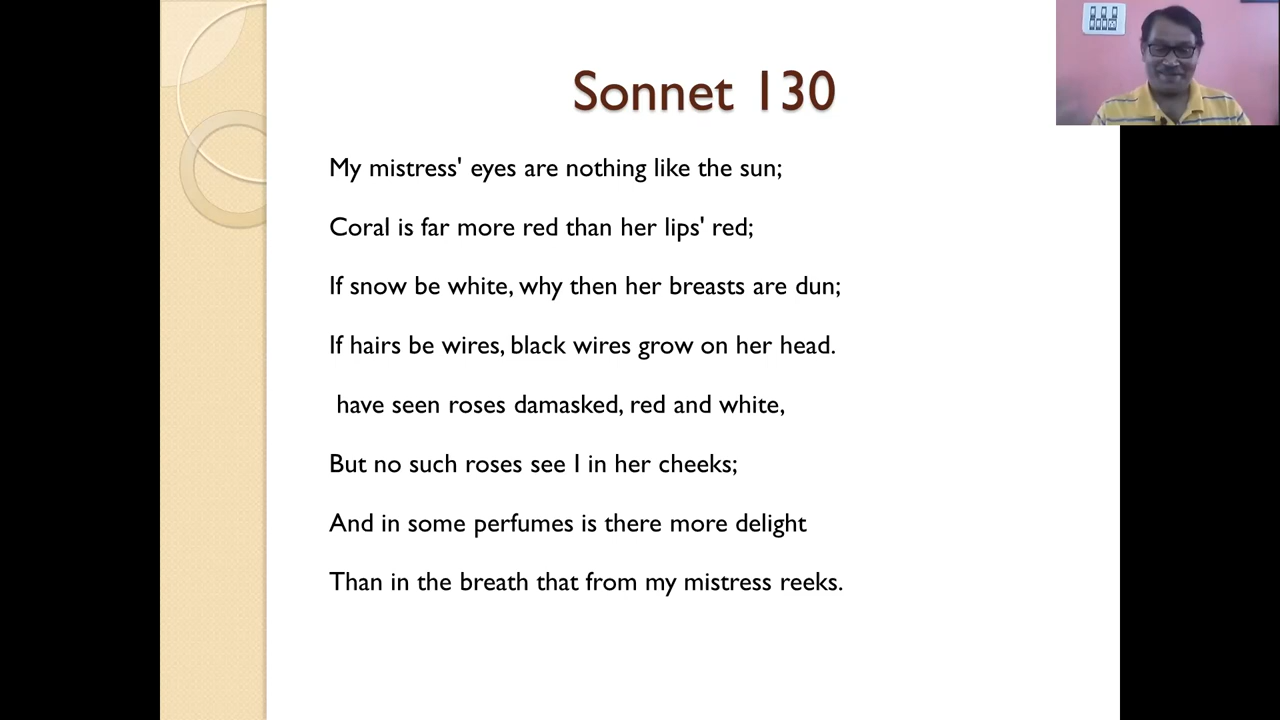 Sonnet 130
My mistress' eyes are nothing like the sun;
Coral is far more red than her lips' red;
If snow be white, why then her breasts are dun;
If hairs be wires, black wires grow on her head.
have seen roses damasked, red and white,
But no such roses see I in her cheeks;
And in some perfumes is there more delight
Than in the breath that from my mistress reeks.